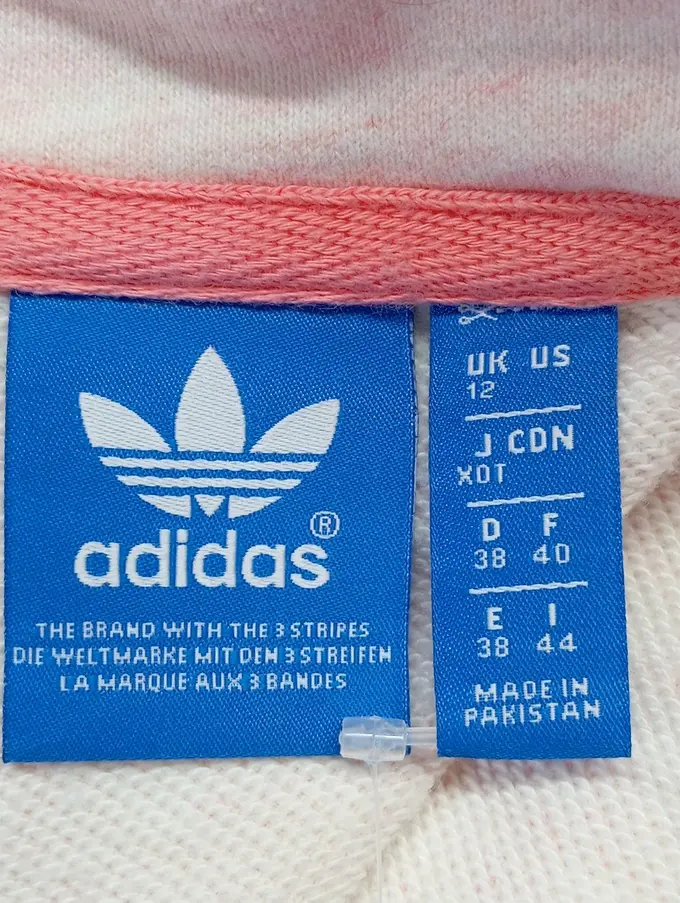 adidas®
THE BRAND WITH THE 3 STRIPES
DIE WELTMARKE MIT DEN 3 STREIFEN
LA MARQUE AUX 3 BANDES
UK US
12
J CDN
XOT
D F
38 40
E I
38 44
MADE IN
PAKISTAN